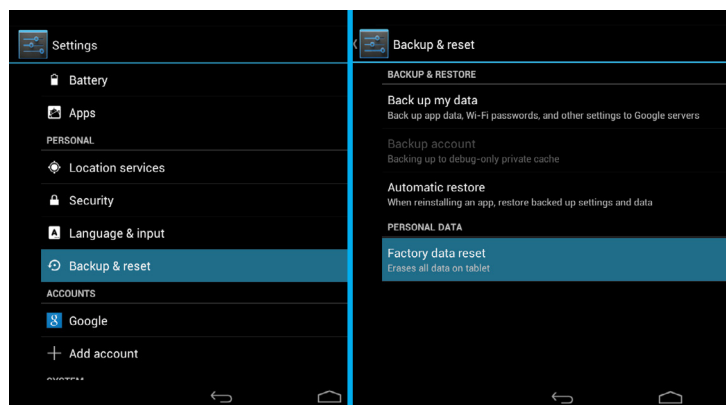 Settings
Battery
Apps
PERSONAL
Location services
Security
Language & input
Backup & reset
ACCOUNTS
Google
Add account
SYSTEM
Backup & reset
BACKUP & RESTORE
Back up my data
Back up app data, Wi-Fi passwords, and other settings to Google servers
Backup account
Backing up to debug-only private cache
Automatic restore
When reinstalling an app, restore backed up settings and data
PERSONAL DATA
Factory data reset
Erases all data on tablet